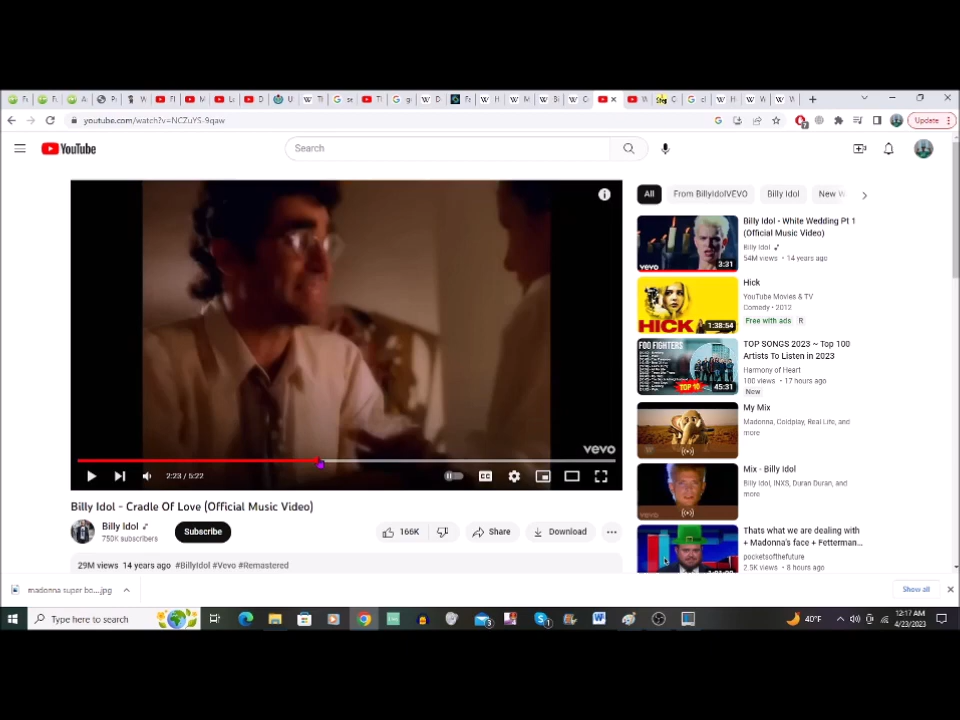 youtube.com/watch?v=NCZuYS-9qaw
Update
YouTube
Search
All
From BillyIdolVEVO
Billy Idol
New W
vevo
2:23 / 5:22
CC
Billy Idol - Cradle Of Love (Official Music Video)
Billy Idol
750K subscribers
Subscribe
166K
Share
Download
29M views 14 years ago #BillyIdol #Vevo #Remastered
vevo
3:31
Billy Idol - White Wedding Pt 1
(Official Music Video)
Billy Idol
54M views • 14 years ago
HICK
1:38:54
Hick
YouTube Movies & TV
Comedy • 2012
Free with ads
R
FOO FIGHTERS
TOP 10
45:31
TOP SONGS 2023 ~ Top 100
Artists To Listen in 2023
Harmony of Heart
100 views • 17 hours ago
New
My Mix
Madonna, Coldplay, Real Life, and
more
Mix - Billy Idol
Billy Idol, INXS, Duran Duran, and
more
Thats what we are dealing with
+ Madonna's face + Fetterman...
pocketsofthefuture
2.5K views • 8 hours ago
madonna super bo....jpg
Show all
Type here to search
40°F
12:17 AM
4/23/2023